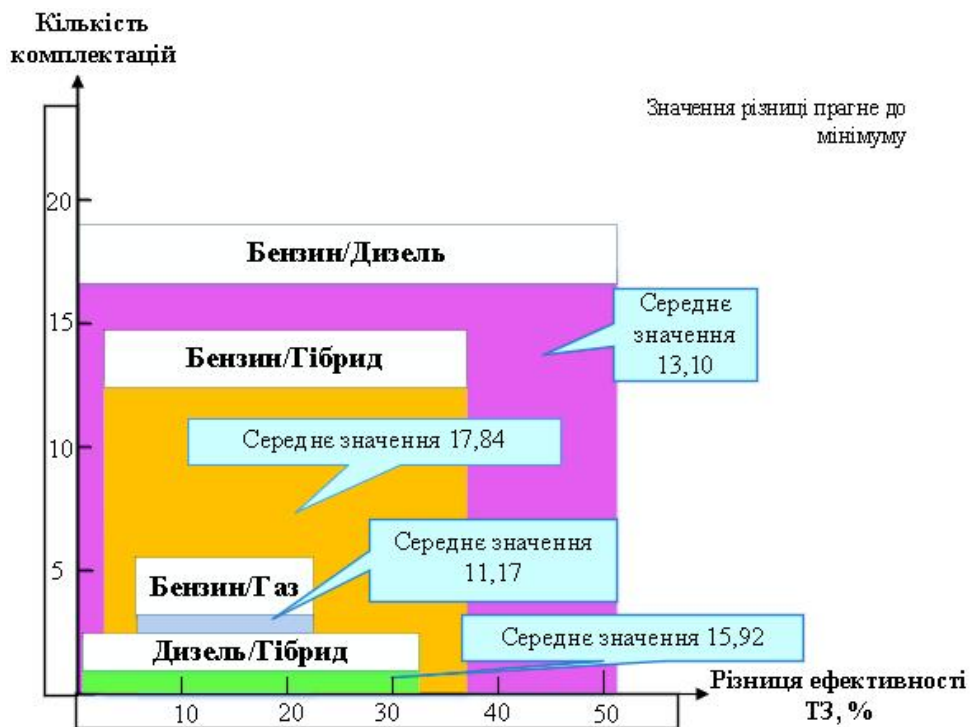 Кількість
комплектацій
Значення різниці прагне до
мінімуму
20
Бензин/Дизель
15
Середнє
значення
13,10
Бензин/Гібрид
10
Середнє значення 17,84
5
Середнє значення
11,17
Бензин/Газ
Середнє значення 15,92
Дизель/Гібрид
10 20 30 40 50
Різниця ефективності
ТЗ, %